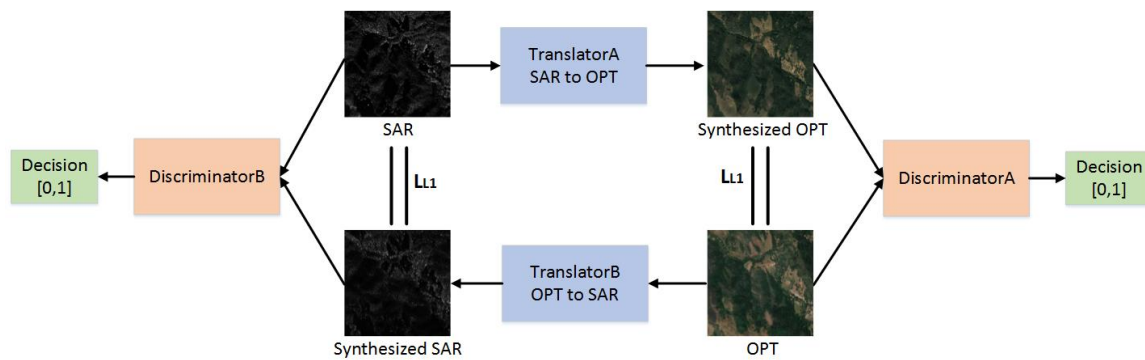 TranslatorA
SAR to OPT
SAR
Synthesized OPT
Decision
[0,1]
DiscriminatorB
LL1
LL1
DiscriminatorA
Decision
[0,1]
TranslatorB
OPT to SAR
Synthesized SAR
OPT